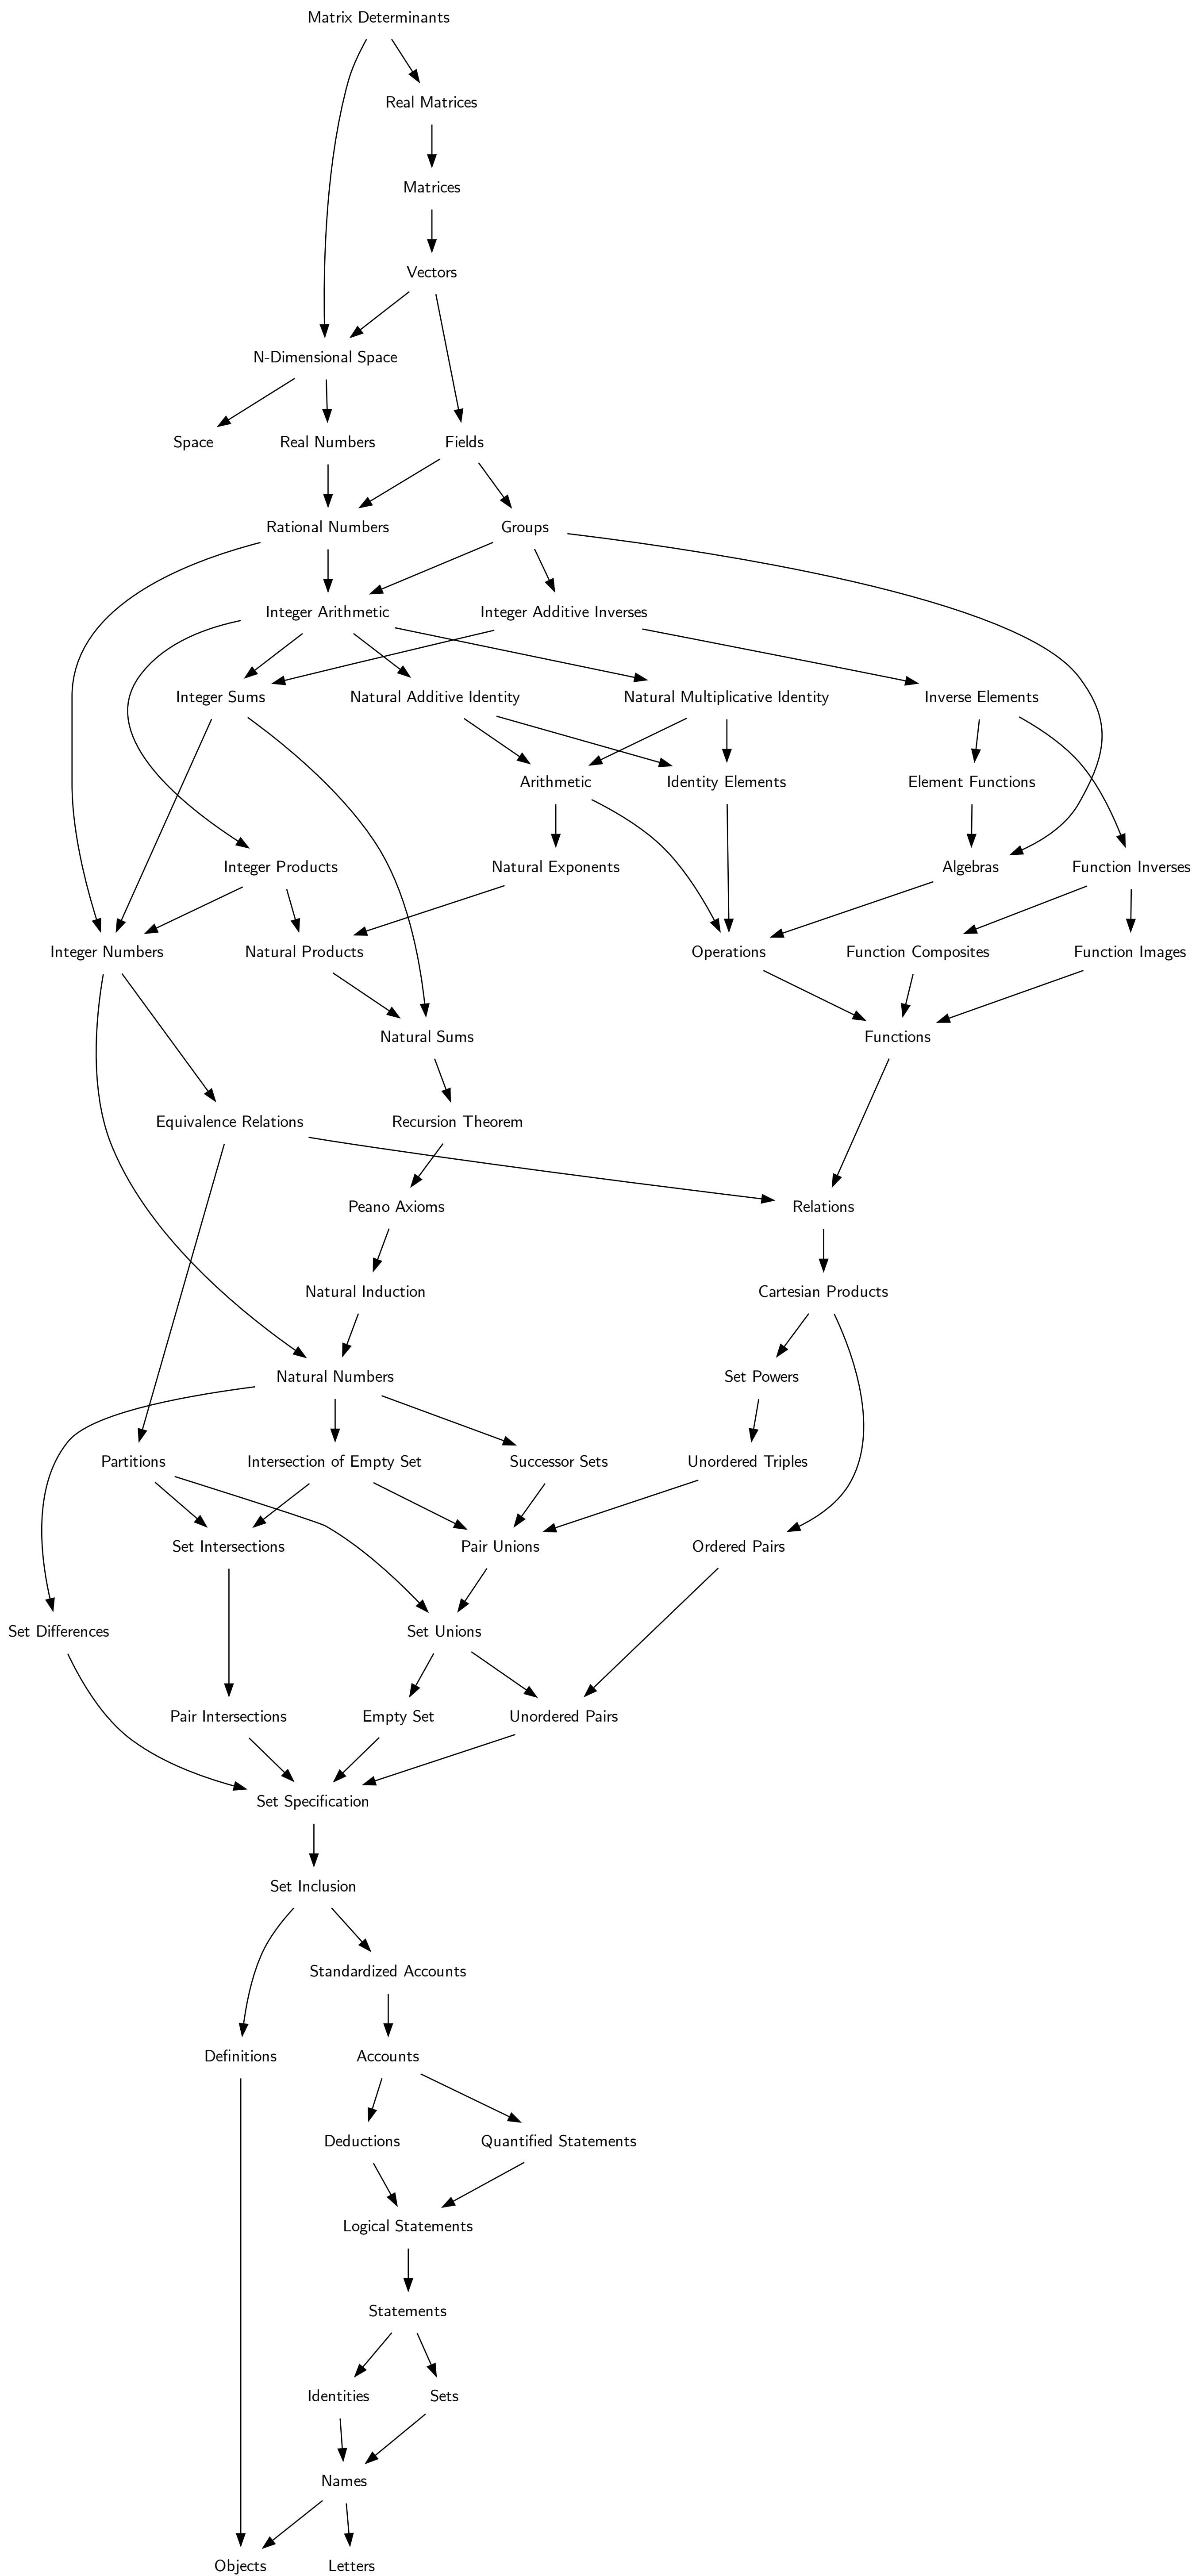 Matrix Determinants
Real Matrices
Matrices
Vectors
N-Dimensional Space
Space
Real Numbers
Fields
Rational Numbers
Groups
Integer Arithmetic
Integer Additive Inverses
Integer Sums
Natural Additive Identity
Natural Multiplicative Identity
Inverse Elements
Arithmetic
Identity Elements
Element Functions
Integer Products
Natural Exponents
Algebras
Function Inverses
Integer Numbers
Natural Products
Operations
Function Composites
Function Images
Natural Sums
Functions
Equivalence Relations
Recursion Theorem
Peano Axioms
Relations
Natural Induction
Cartesian Products
Natural Numbers
Set Powers
Partitions
Intersection of Empty Set
Successor Sets
Unordered Triples
Set Intersections
Pair Unions
Ordered Pairs
Set Differences
Set Unions
Pair Intersections
Empty Set
Unordered Pairs
Set Specification
Set Inclusion
Standardized Accounts
Definitions
Accounts
Deductions
Quantified Statements
Logical Statements
Statements
Identities
Sets
Names
Objects
Letters